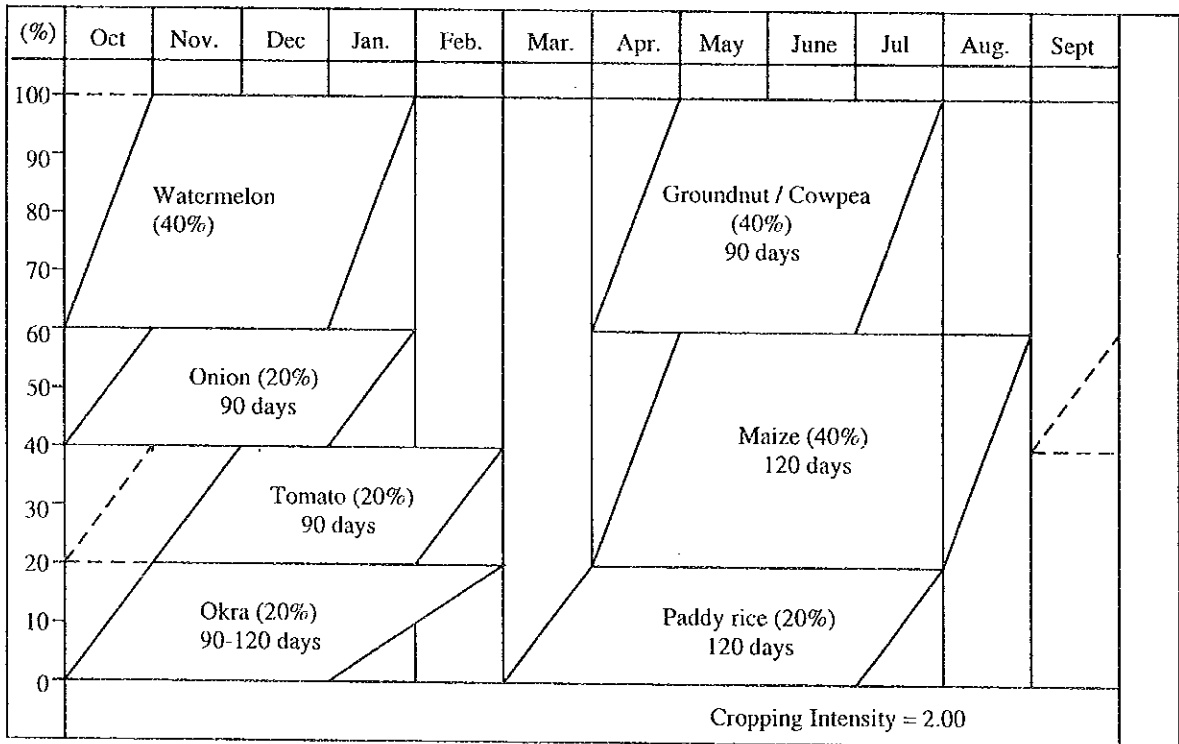 (%) Oct Nov. Dec Jan. Feb. Mar. Apr. May June Jul Aug. Sept
100
90
80
70
60
50
40
30
20
10
0
Watermelon
(40%)
Groundnut / Cowpea
(40%)
90 days
Onion (20%)
90 days
Maize (40%)
120 days
Tomato (20%)
90 days
Okra (20%)
90-120 days
Paddy rice (20%)
120 days
Cropping Intensity = 2.00